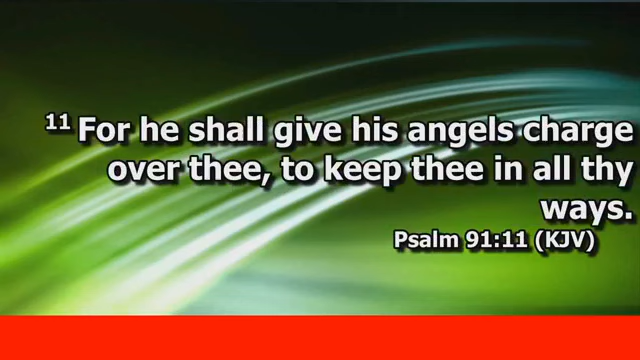 11 For he shall give his angels charge
over thee, to keep thee in all thy
ways.
Psalm 91:11 (KJV)